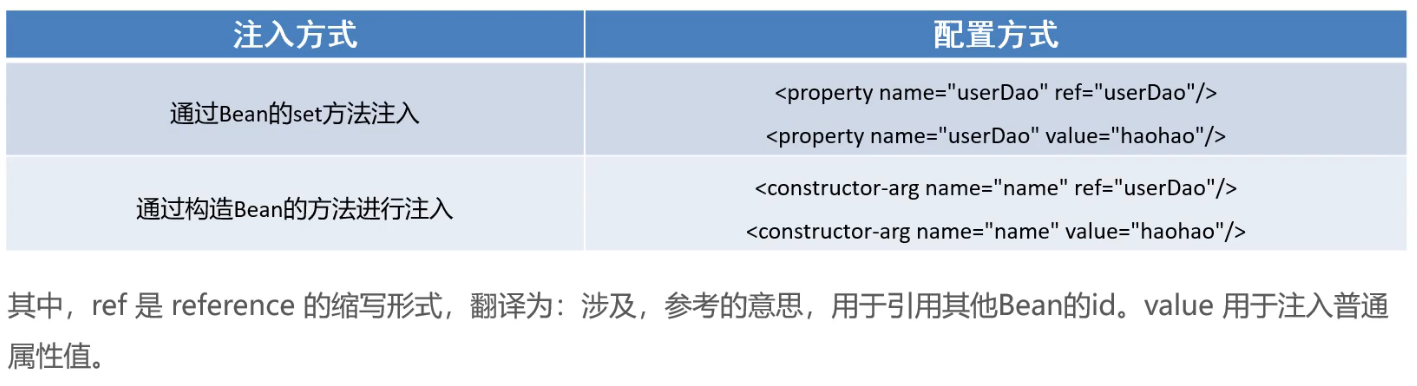 注入方式 配置方式
通过Bean的set方法注入
<property name="userDao" ref="userDao"/>
<property name="userDao" value="haohao"/>
通过构造Bean的方法进行注入
<constructor-arg name="name" ref="userDao"/>
<constructor-arg name="name" value="haohao"/>
其中，ref 是 reference 的缩写形式，翻译为：涉及，参考的意思，用于引用其他Bean的id。value 用于注入普通
属性值。